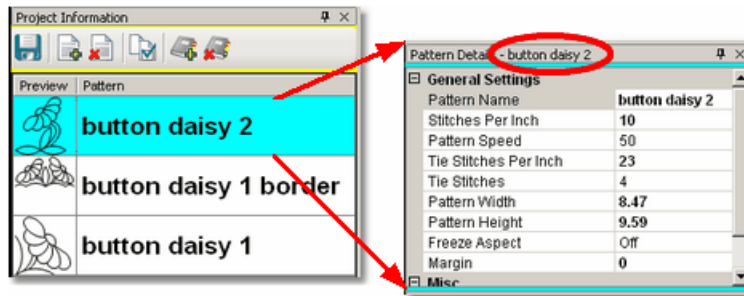 Project Information
Preview Pattern
button daisy 2
button daisy 1 border
button daisy 1
Pattern Detai - button daisy 2
General Settings
Pattern Name button daisy 2
Stitches Per Inch 10
Pattern Speed 50
Tie Stitches Per Inch 23
Tie Stitches 4
Pattern Width 8.47
Pattern Height 9.59
Freeze Aspect Off
Margin 0
Misc